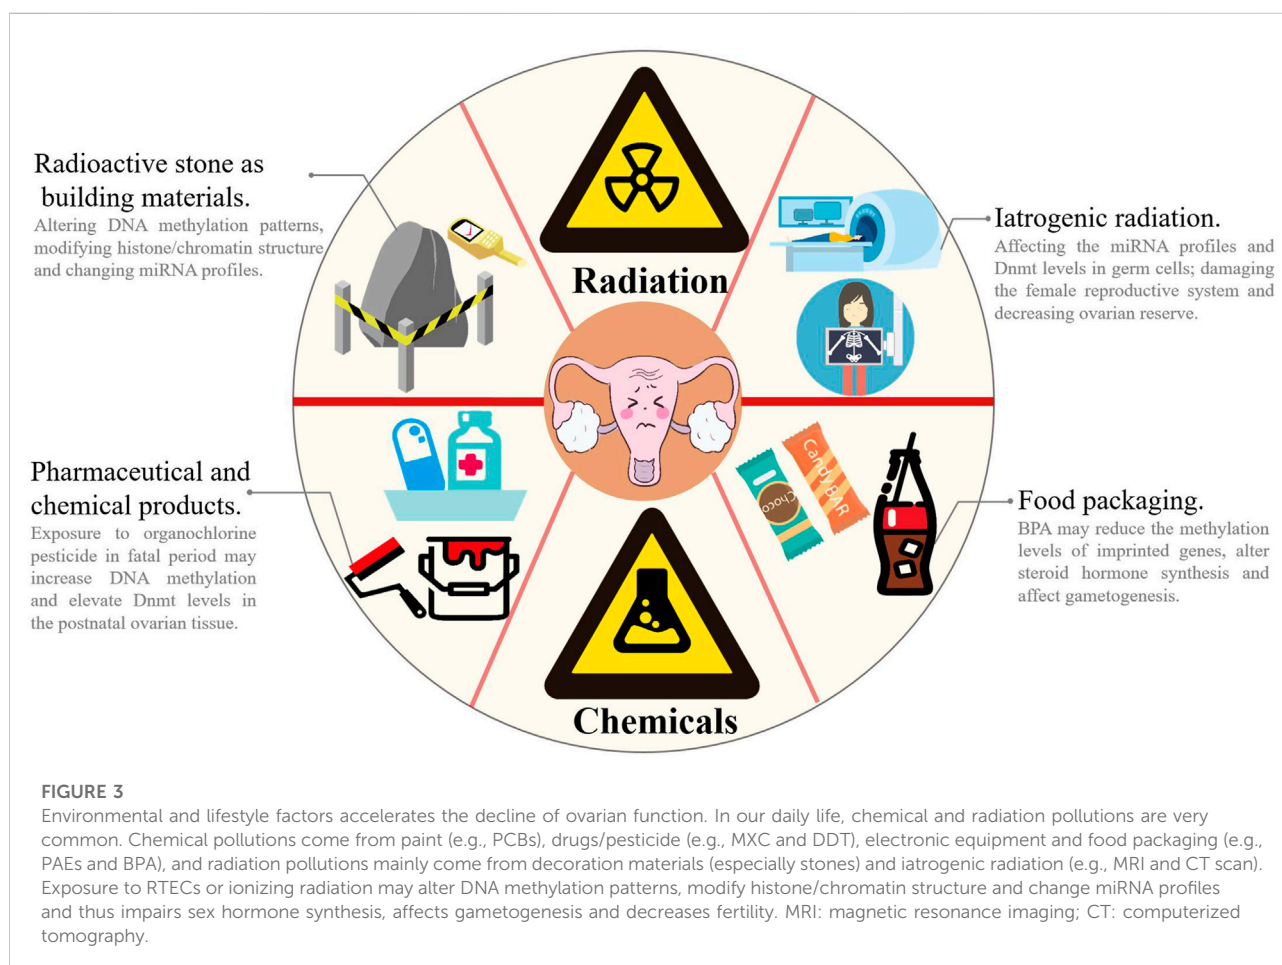 Radiation
Radioactive stone as
building materials.
Altering DNA methylation patterns,
modifying histone/chromatin structure
and changing miRNA profiles.
Iatrogenic radiation.
Affecting the miRNA profiles and
Dnmt levels in germ cells; damaging
the female reproductive system and
decreasing ovarian reserve.
Pharmaceutical and
chemical products.
Exposure to organochlorine
pesticide in fatal period may
increase DNA methylation
and elevate Dnmt levels in
the postnatal ovarian tissue.
Choco
Candy BAR
Food packaging.
BPA may reduce the methylation
levels of imprinted genes, alter
steroid hormone synthesis and
affect gametogenesis.
Chemicals
FIGURE 3
Environmental and lifestyle factors accelerates the decline of ovarian function. In our daily life, chemical and radiation pollutions are very
common. Chemical pollutions come from paint (e.g., PCBs), drugs/pesticide (e.g., MXC and DDT), electronic equipment and food packaging (e.g.,
PAEs and BPA), and radiation pollutions mainly come from decoration materials (especially stones) and iatrogenic radiation (e.g., MRI and CT scan).
Exposure to RTECs or ionizing radiation may alter DNA methylation patterns, modify histone/chromatin structure and change miRNA profiles
and thus impairs sex hormone synthesis, affects gametogenesis and decreases fertility. MRI: magnetic resonance imaging; CT: computerized
tomography.